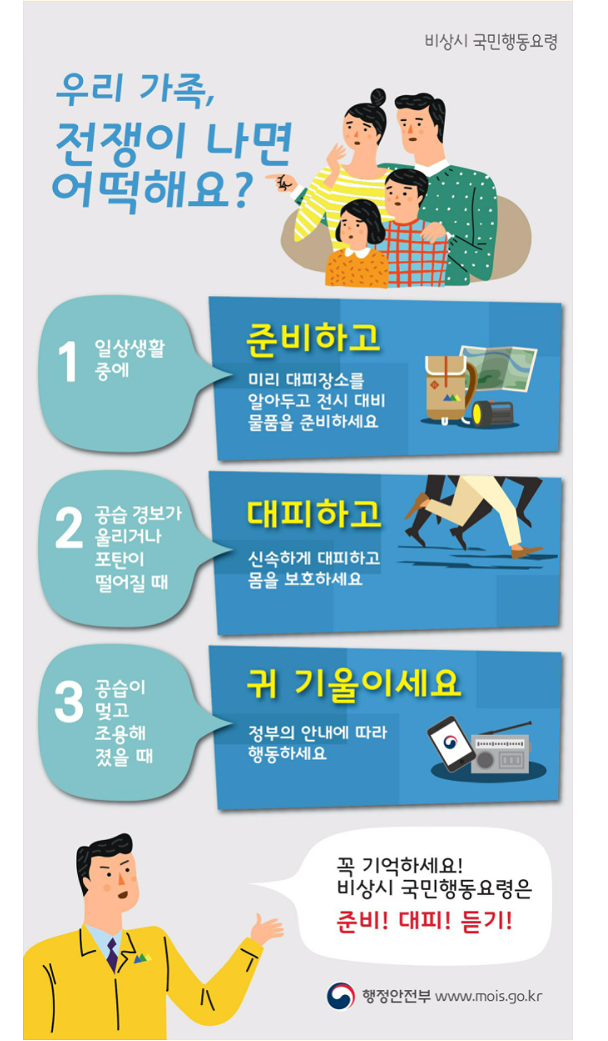 비상시 국민행동요령
우리 가족,
전쟁이 나면
어떡해요?
1
일상생활
중에
준비하고
미리 대피장소를
알아두고 전시 대비
물품을 준비하세요
2
공습 경보가
울리거나
포탄이
떨어질 때
대피하고
신속하게 대피하고
몸을 보호하세요
3
공습이
멎고
조용해
졌을 때
귀 기울이세요
정부의 안내에 따라
행동하세요
꼭 기억하세요!
비상시 국민행동요령은
준비! 대피! 듣기!
행정안전부 www.mois.go.kr